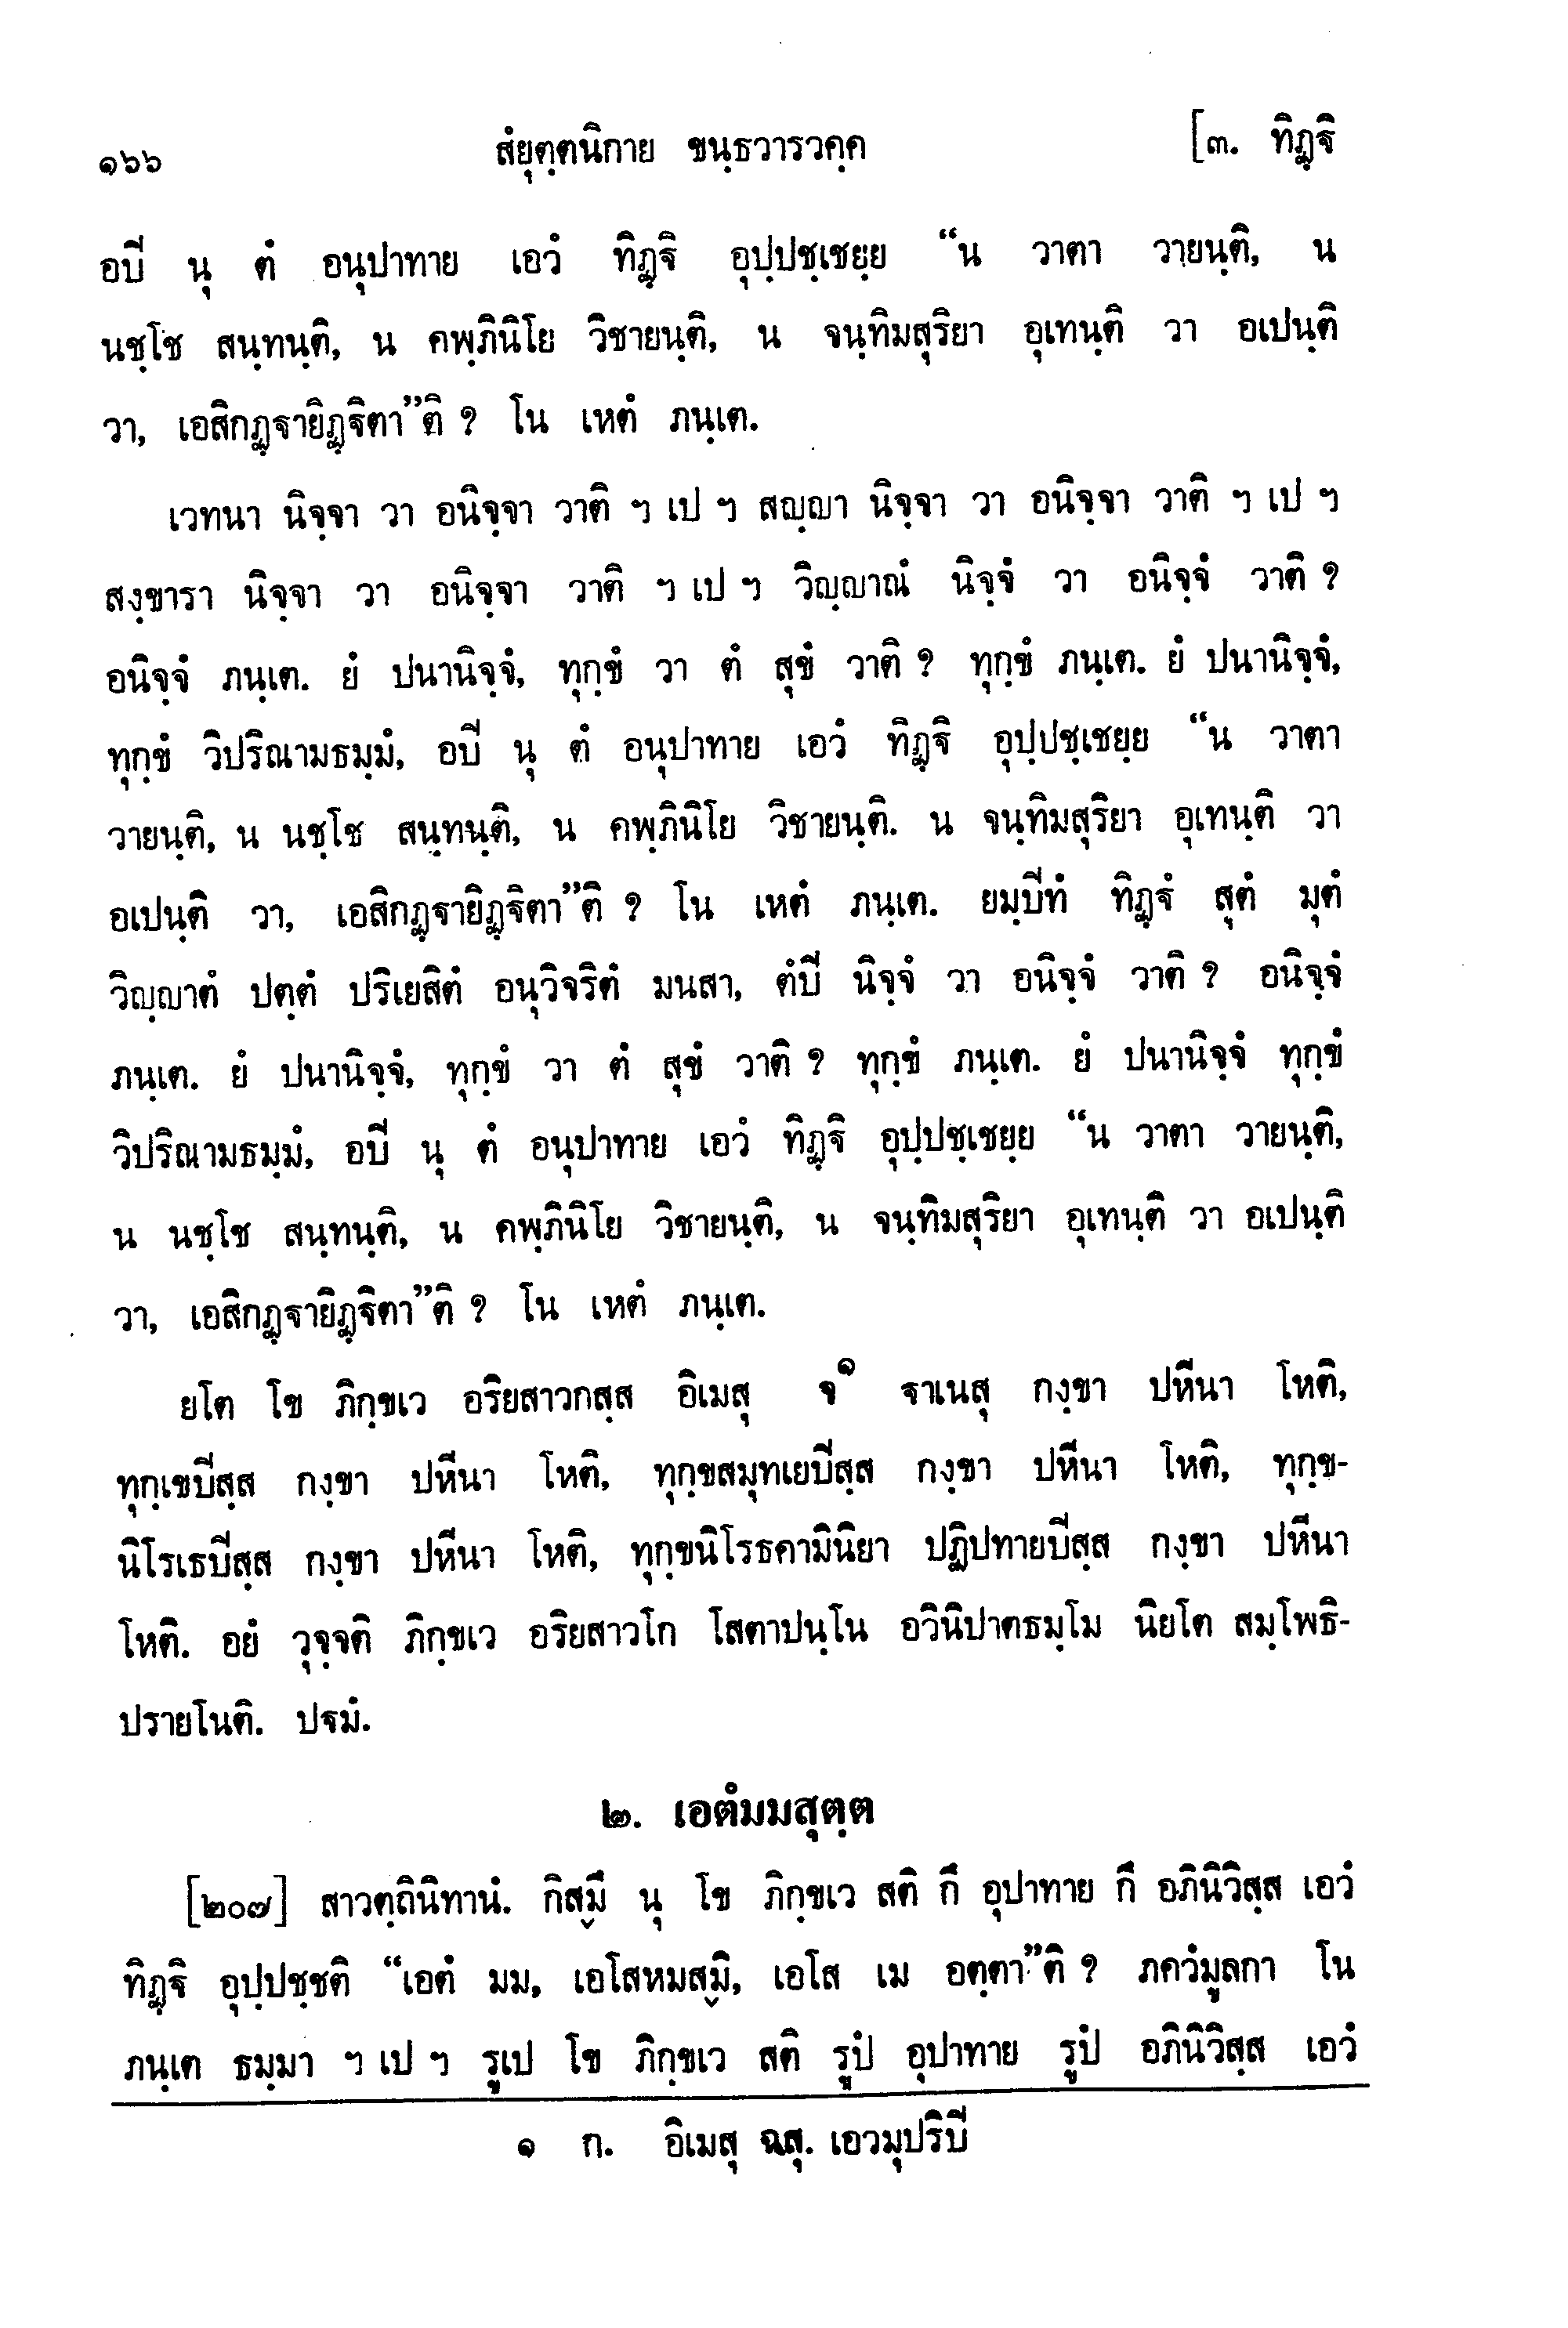 ๑๖๖ สํยุตฺตนิกาย ขนฺธวารวคฺค [๓. ทิฏฺฐิ
อปิ นุ ตํ อนุปาทาย เอวํ ทิฏฺฐิ อุปฺปชฺเชยฺย “น วาตา วายนฺติ, น
นชฺโช สนฺทนฺติ, น คพฺภินิโย วิชายนฺติ, น จนฺทิมสุริยา อุเทนฺติ วา อเปนฺติ
วา, เอสิกฏฺฐายิฏฺฐิตา”ติ ? โน เหตํ ภนฺเต.
เวทนา นิจฺจา วา อนิจฺจา วาติ ฯ เป ฯ สญฺญา นิจฺจา วา อนิจฺจา วาติ ฯ เป ฯ
สงฺขารา นิจฺจา วา อนิจฺจา วาติ ฯ เป ฯ วิญฺญาณํ นิจฺจํ วา อนิจฺจํ วาติ ?
อนิจฺจํ ภนฺเต. ยํ ปนานิจฺจํ, ทุกฺขํ วา ตํ สุขํ วาติ ? ทุกฺขํ ภนฺเต. ยํ ปนานิจฺจํ,
ทุกฺขํ วิปริณามธมฺมํ, อปิ นุ ตํ อนุปาทาย เอวํ ทิฏฺฐิ อุปฺปชฺเชยฺย “น วาตา
วายนฺติ, น นชฺโช สนฺทนฺติ, น คพฺภินิโย วิชายนฺติ. น จนฺทิมสุริยา อุเทนฺติ วา
อเปนฺติ วา, เอสิกฏฺฐายิฏฺฐิตา”ติ ? โน เหตํ ภนฺเต. ยมฺปีทํ ทิฏฺฐํ สุตํ มุตํ
วิญฺญาตํ ปตฺตํ ปริเยสิตํ อนุวิจริตํ มนสา, ตํปิ นิจฺจํ วา อนิจฺจํ วาติ ? อนิจฺจํ
ภนฺเต. ยํ ปนานิจฺจํ, ทุกฺขํ วา ตํ สุขํ วาติ ? ทุกฺขํ ภนฺเต. ยํ ปนานิจฺจํ ทุกฺขํ
วิปริณามธมฺมํ, อปิ นุ ตํ อนุปาทาย เอวํ ทิฏฺฐิ อุปฺปชฺเชยฺย “น วาตา วายนฺติ,
น นชฺโช สนฺทนฺติ, น คพฺภินิโย วิชายนฺติ, น จนฺทิมสุริยา อุเทนฺติ วา อเปนฺติ
วา, เอสิกฏฺฐายิฏฺฐิตา”ติ ? โน เหตํ ภนฺเต.
ยโต โข ภิกฺขเว อริยสาวกสฺส อิเมสุ จ๑ ฐาเนสุ กงฺขา ปหีนา โหติ,
ทุกฺเขปิสฺส กงฺขา ปหีนา โหติ, ทุกฺขสมุทเยปิสฺส กงฺขา ปหีนา โหติ, ทุกฺข-
นิโรเธปิสฺส กงฺขา ปหีนา โหติ, ทุกฺขนิโรธคามินิยา ปฏิปทายปิสฺส กงฺขา ปหีนา
โหติ. อยํ วุจฺจติ ภิกฺขเว อริยสาวโก โสตาปนฺโน อวินิปาตธมฺโม นิยโต สมฺโพธิ-
ปรายโนติ. ปฐมํ.
๒. เอตํมมสุตฺต
[๒๐๗] สาวตฺถินิทานํ. กิสฺมึ นุ โข ภิกฺขเว สติ กึ อุปาทาย กึ อภินิวิสฺส เอวํ
ทิฏฺฐิ อุปฺปชฺชติ “เอตํ มม, เอโสหมสฺมิ, เอโส เม อตฺตา”ติ ? ภควํมูลกา โน
ภนฺเต ธมฺมา ฯ เป ฯ รูเป โข ภิกฺขเว สติ รูปํ อุปาทาย รูปํ อภินิวิสฺส เอวํ
๑ ก. อิเมสุ ฉสุ. เอวมุปริปิ